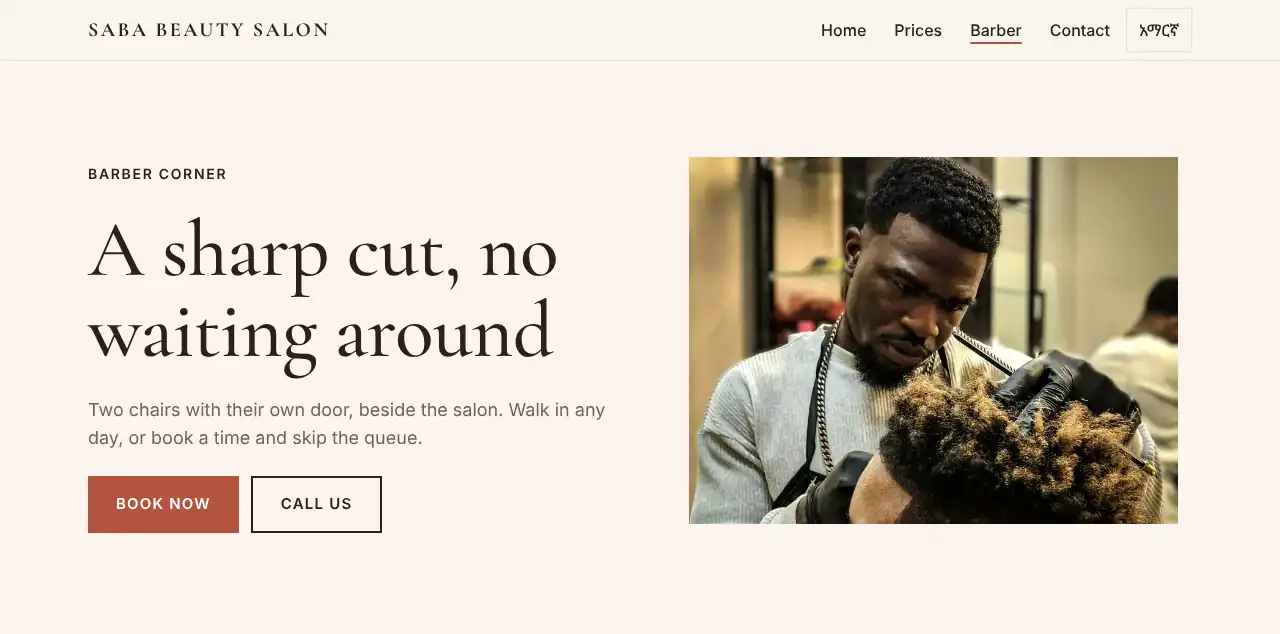 SABA BEAUTY SALON
Home Prices Barber Contact አማርኛ
BARBER CORNER
A sharp cut, no
waiting around
Two chairs with their own door, beside the salon. Walk in any
day, or book a time and skip the queue.
BOOK NOW CALL US